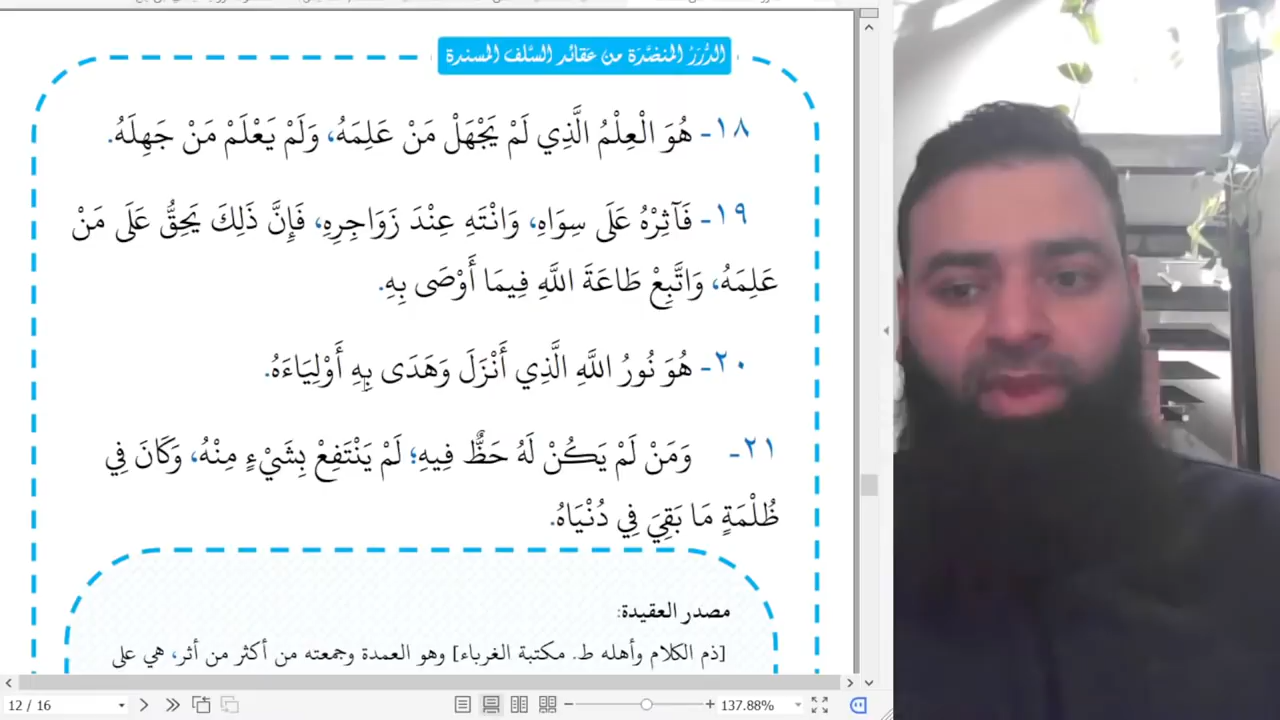 الدُّرَرُ المنضَّدَة من عقائد السَّلف المسندة
١٨- هُوَ الْعِلْمُ الَّذِي لَمْ يَجْهَلْ مَنْ عَلِمَهُ، وَلَمْ يَعْلَمْ مَنْ جَهِلَهُ.
١٩- فَآثِرْهُ عَلَى سِوَاهِ، وَانْتَهِ عِنْدَ زَوَاجِرِهِ، فَإِنَّ ذَلِكَ يَحِقُّ عَلَى مَنْ
عَلِمَهُ، وَاتَّبِعْ طَاعَةَ اللَّهِ فِيمَا أَوْصَى بِهِ.
٢٠- هُوَ نُورُ اللَّهِ الَّذِي أَنْزَلَ وَهَدَى بِهِ أَوْلِيَاءَهُ.
٢١- وَمَنْ لَمْ يَكُنْ لَهُ حَظٌّ فِيهِ؛ لَمْ يَنْتَفِعْ بِشَيْءٍ مِنْهُ، وَكَانَ فِي
ظُلْمَةٍ مَا بَقِيَ فِي دُنْيَاهُ.
مصدر العقيدة:
[ذم الكلام وأهله ط. مكتبة الغرباء] وهو العمدة وجمعته من أكثر من أثر، هي على
12 / 16
137.88%